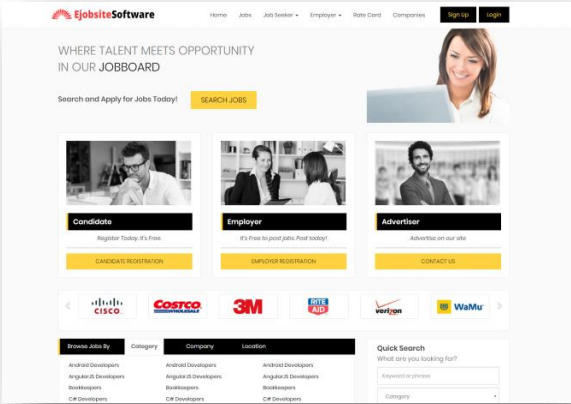 EjobsiteSoftware
Home Jobs Job Seeker Employer Rate Card Companies Sign Up Login
WHERE TALENT MEETS OPPORTUNITY
IN OUR JOBBOARD
Search and Apply for Jobs Today! SEARCH JOBS
Candidate
Register Today. It's Free.
CANDIDATE REGISTRATION
Employer
It's Free to post jobs. Post today!
EMPLOYER REGISTRATION
Advertiser
Advertise on our site
CONTACT US
CISCO
COSTCO WHOLESALE
3M
RITE AID
verizon
WaMu
Browse Jobs By Category Company Location
Android Developers Android Developers Android Developers
AngularJS Developers AngularJS Developers AngularJS Developers
Bookkeepers Bookkeepers Bookkeepers
C# Developers C# Developers C# Developers
Quick Search
What are you looking for?
Keyword or phrase
Category